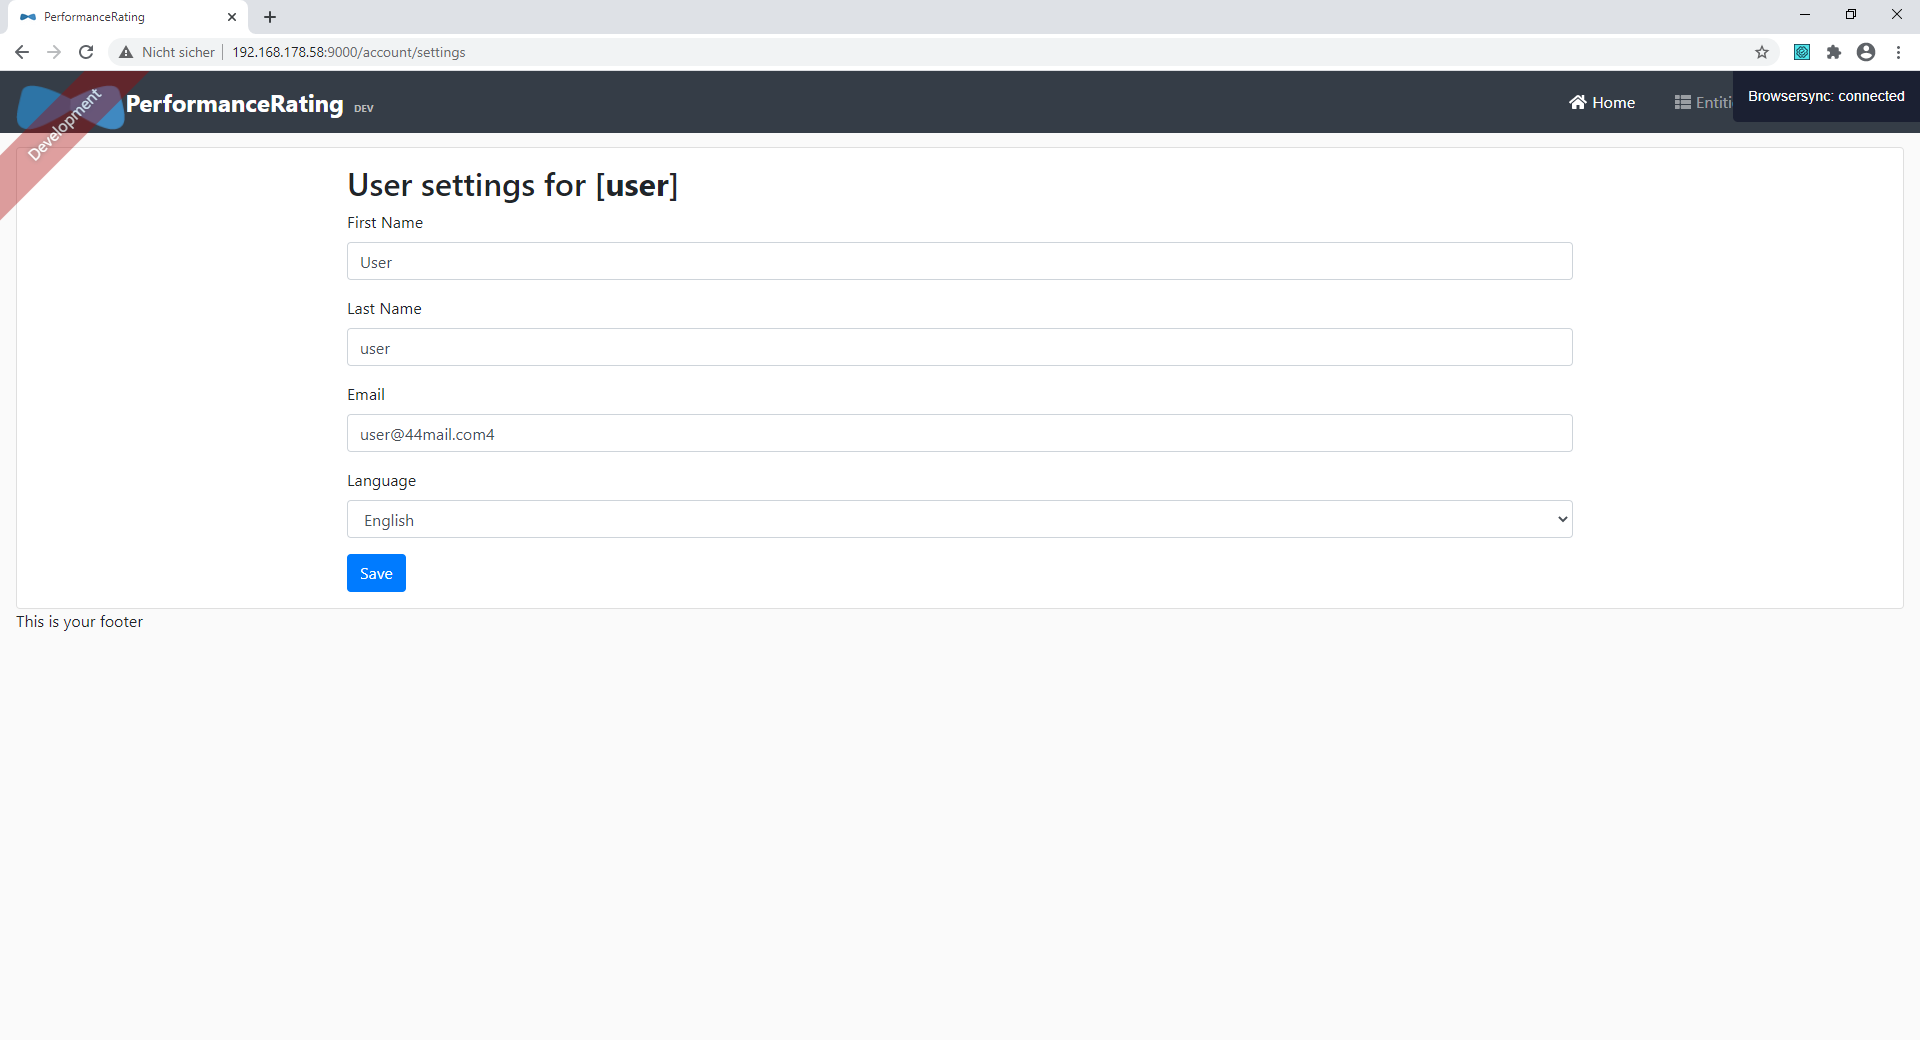 PerformanceRating
Nicht sicher 192.168.178.58:9000/account/settings
Development
PerformanceRating DEV
Home
Entiti
Browsersync: connected
User settings for [user]
First Name
User
Last Name
user
Email
user@44mail.com4
Language
English
Save
This is your footer